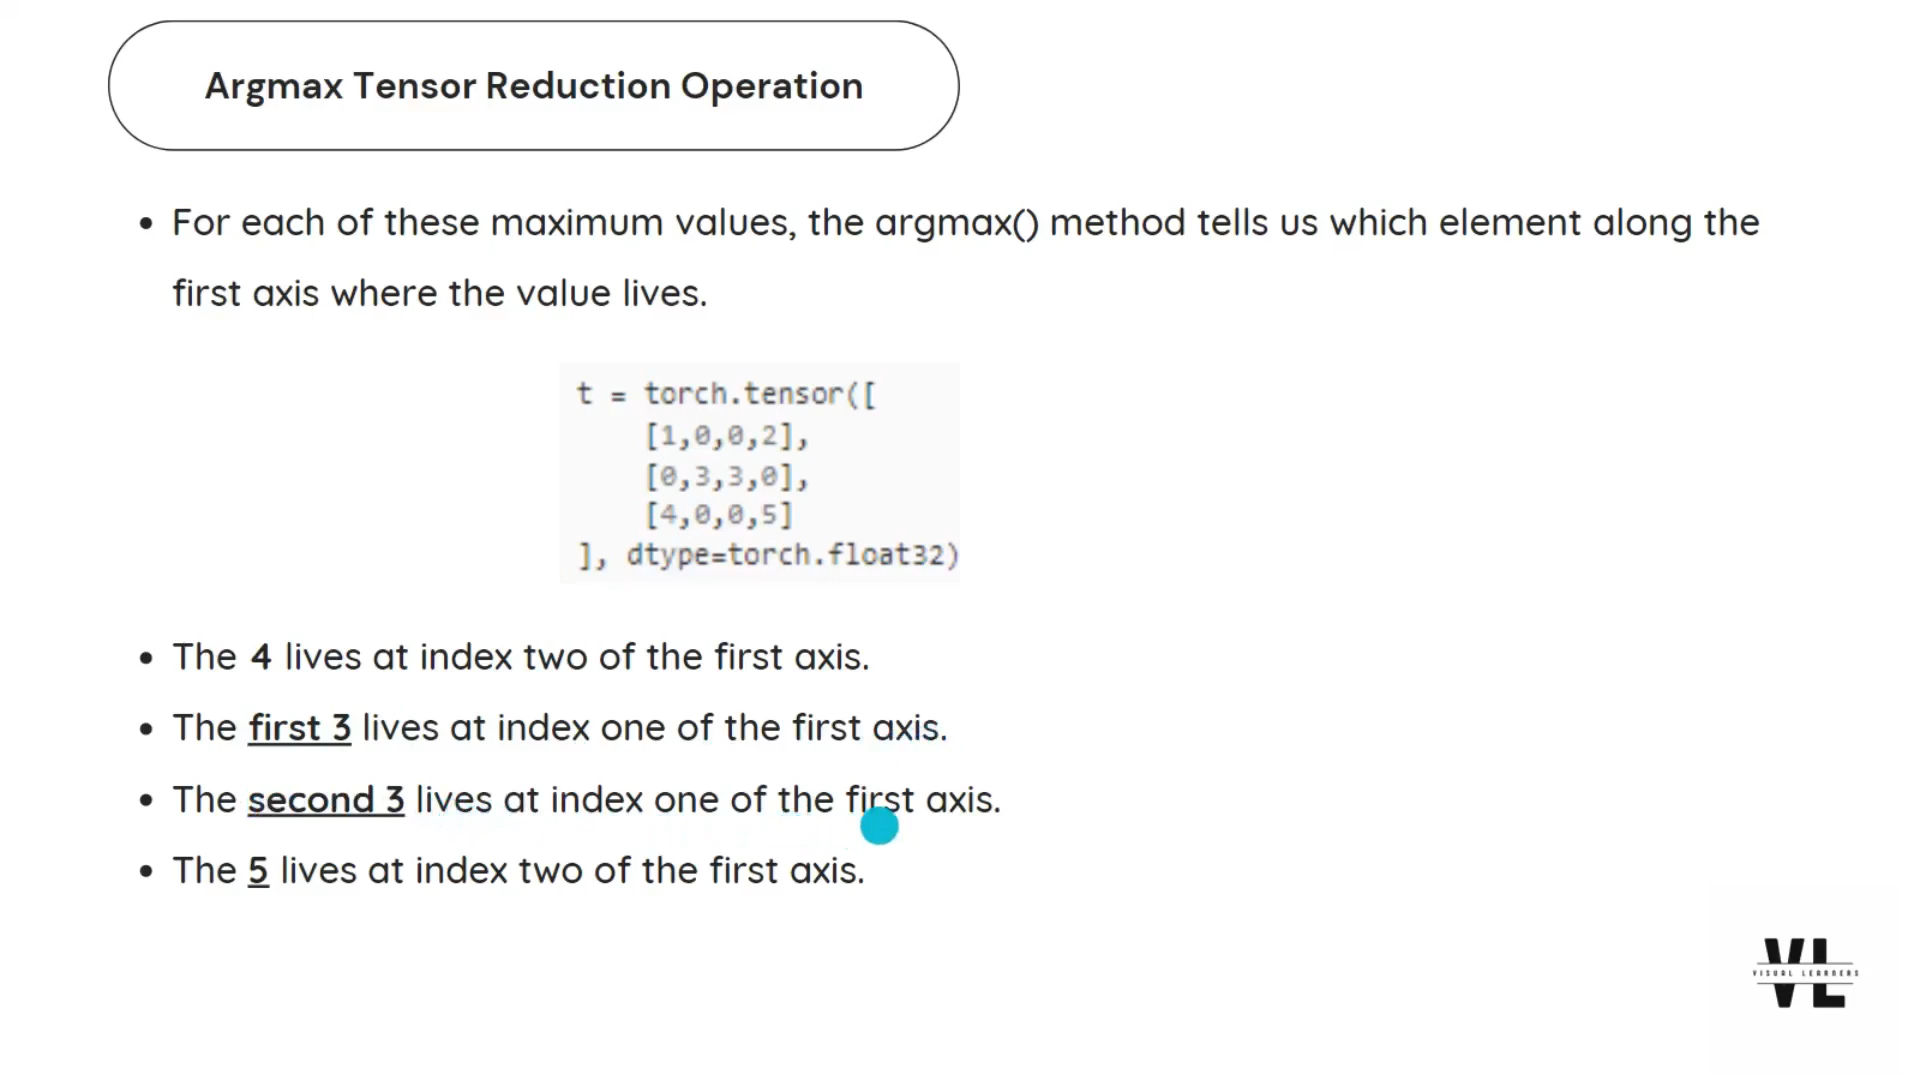 Argmax Tensor Reduction Operation
• For each of these maximum values, the argmax() method tells us which element along the
first axis where the value lives.
t = torch.tensor([
[1,0,0,2],
[0,3,3,0],
[4,0,0,5]
], dtype=torch.float32)
• The 4 lives at index two of the first axis.
• The first 3 lives at index one of the first axis.
• The second 3 lives at index one of the first axis.
• The 5 lives at index two of the first axis.
VL
VISUAL LEARNERS